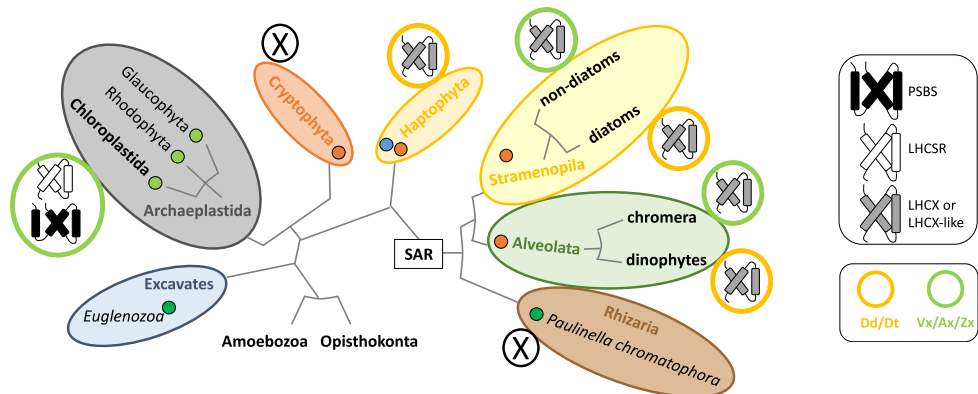 X
Cryptophyta
Haptophyta
non-diatoms
diatoms
Stramenopila
Glaucophyta
Rhodophyta
Chloroplastida
Archaeplastida
SAR
chromera
Alveolata
dinophytes
Excavates
Euglenozoa
Amoebozoa Opisthokonta
X
Rhizaria
Paulinella chromatophora
PSBS
LHCSR
LHCX or
LHCX-like
Dd/Dt
Vx/Ax/Zx